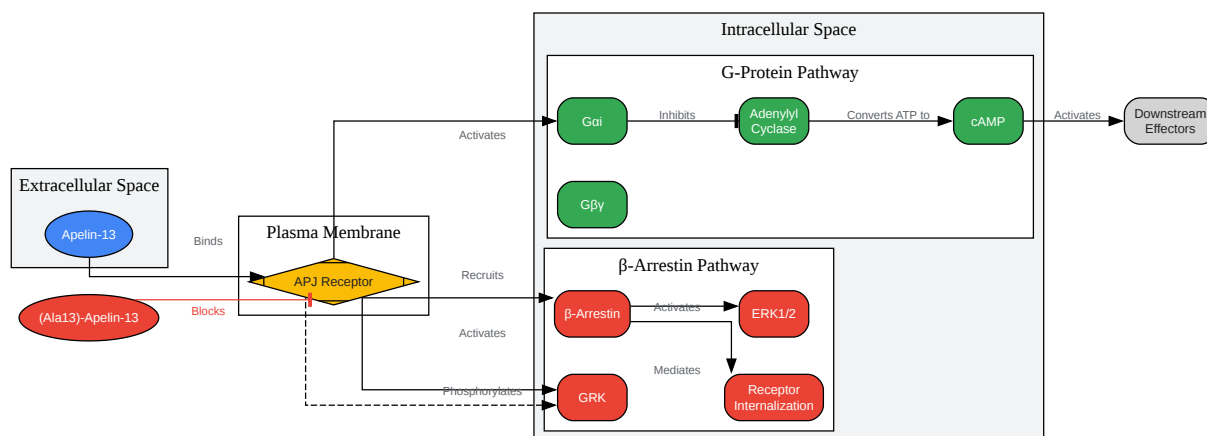 Intracellular Space
G-Protein Pathway
Gαi
Inhibits
Adenylyl
Cyclase
Converts ATP to
cAMP
Activates
Downstream
Effectors
Activates
Gβγ
Extracellular Space
Apelin-13
Binds
Plasma Membrane
APJ Receptor
(Ala13)-Apelin-13
Blocks
Recruits
Activates
Phosphorylates
β-Arrestin Pathway
β-Arrestin
Activates
ERK1/2
Mediates
GRK
Receptor
Internalization